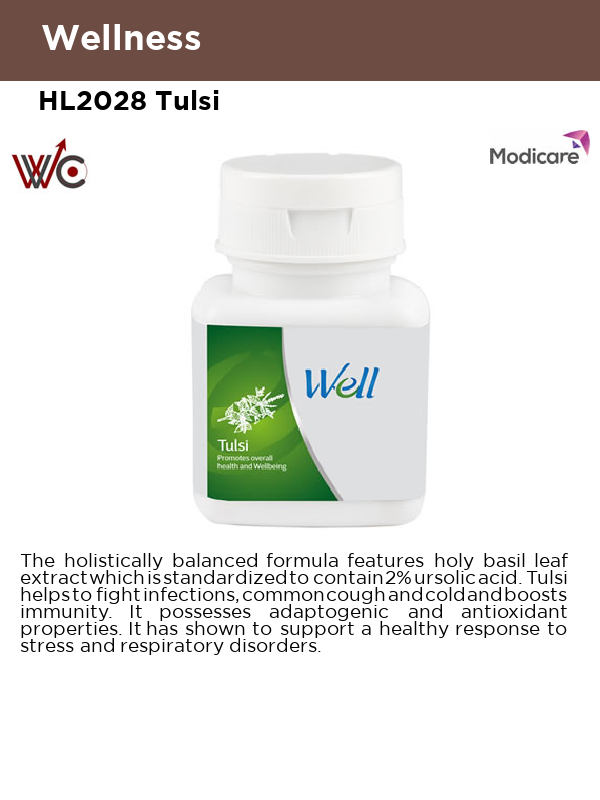 Wellness
HL2028 Tulsi
WC
Modicare
Well
Tulsi
Promotes overall
health and Wellbeing
The holistically balanced formula features holy basil leaf
extract which is standardized to contain 2% ursolic acid. Tulsi
helps to fight infections, common cough and cold and boosts
immunity. It possesses adaptogenic and antioxidant
properties. It has shown to support a healthy response to
stress and respiratory disorders.